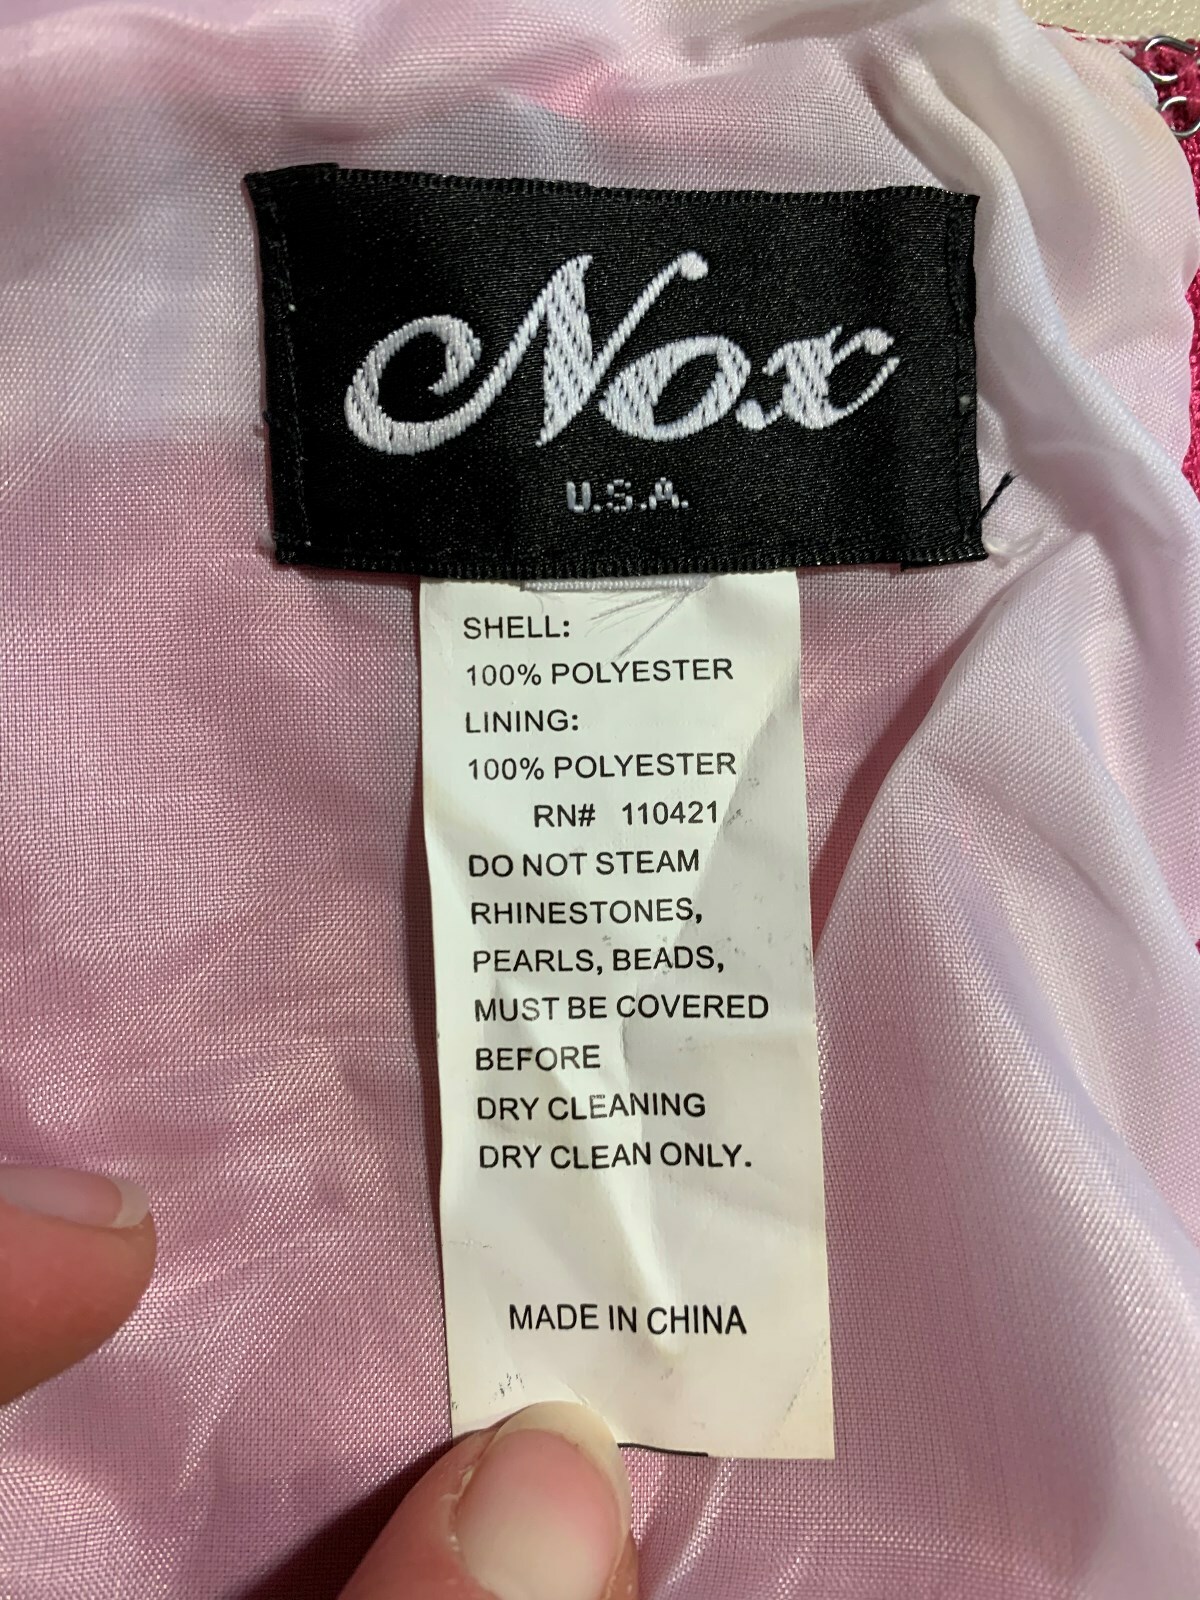 Nox
U.S.A.
SHELL:
100% POLYESTER
LINING:
100% POLYESTER
RN# 110421
DO NOT STEAM
RHINESTONES,
PEARLS, BEADS,
MUST BE COVERED
BEFORE
DRY CLEANING
DRY CLEAN ONLY.
MADE IN CHINA